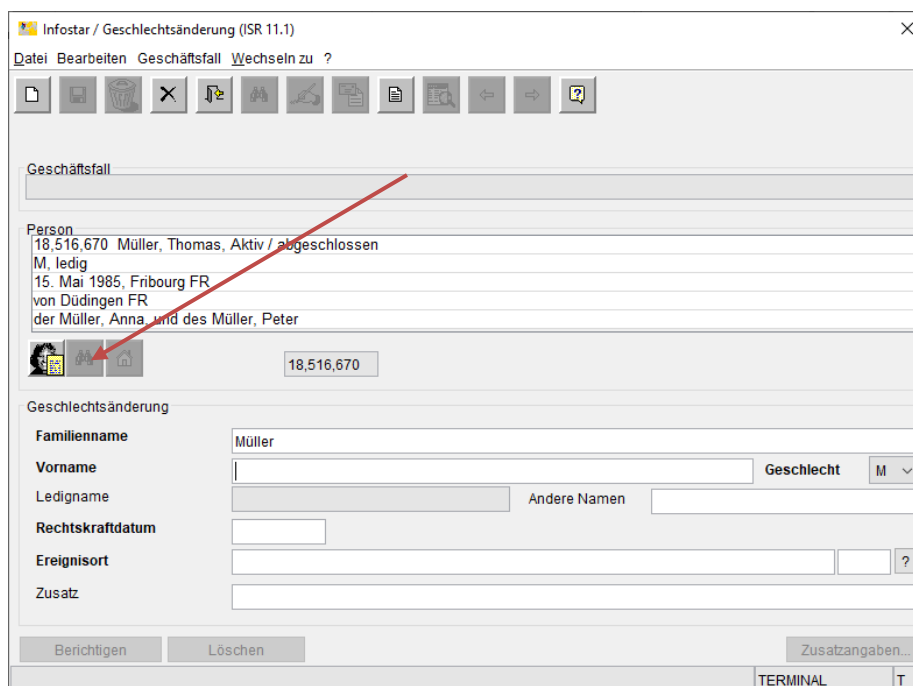 Infostar / Geschlechtsänderung (ISR 11.1)
Datei Bearbeiten Geschäftsfall Wechseln zu ?
Geschäftsfall
Person
18,516,670 Müller, Thomas, Aktiv / abgeschlossen
M, ledig
15. Mai 1985, Fribourg FR
von Düdingen FR
der Müller, Anna, und des Müller, Peter
18,516,670
Geschlechtsänderung
Familienname Müller
Vorname Geschlecht M
Ledigname Andere Namen
Rechtskraftdatum
Ereignisort ?
Zusatz
Berichtigen Löschen Zusatzangaben...
TERMINAL T